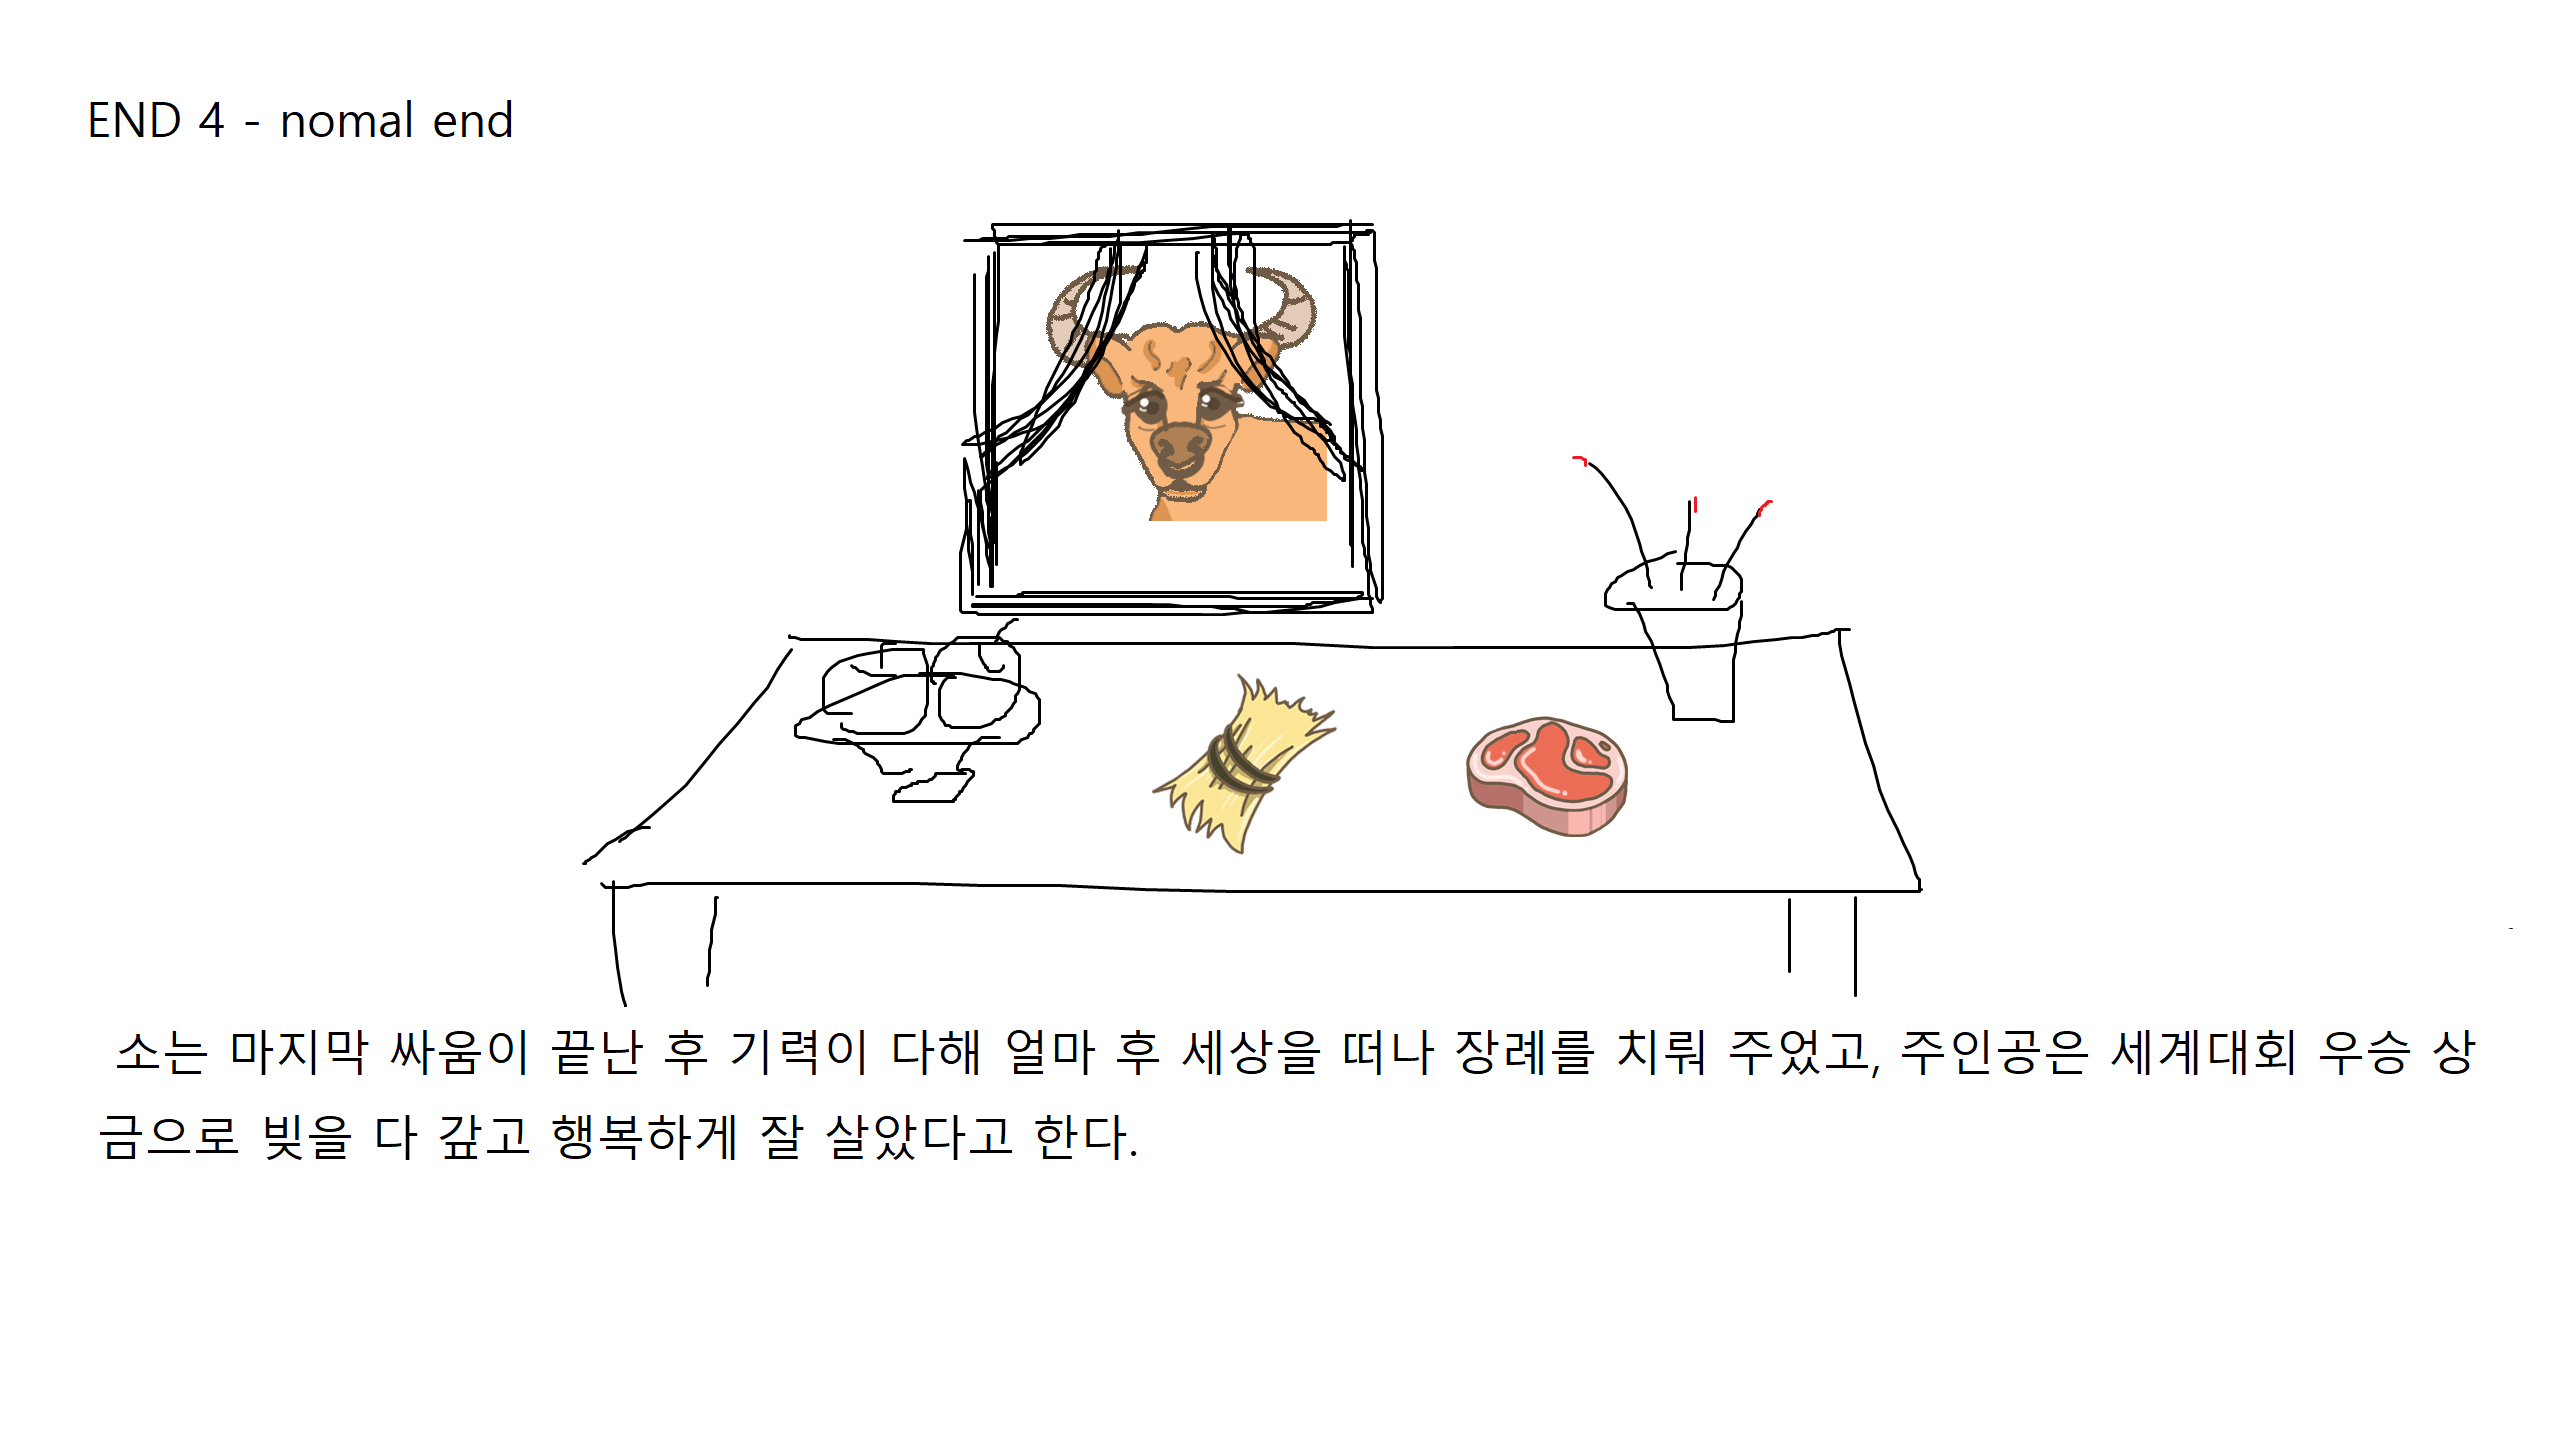 END 4 - nomal end
소는 마지막 싸움이 끝난 후 기력이 다해 얼마 후 세상을 떠나 장례를 치뤄 주었고, 주인공은 세계대회 우승 상
금으로 빚을 다 갚고 행복하게 잘 살았다고 한다.